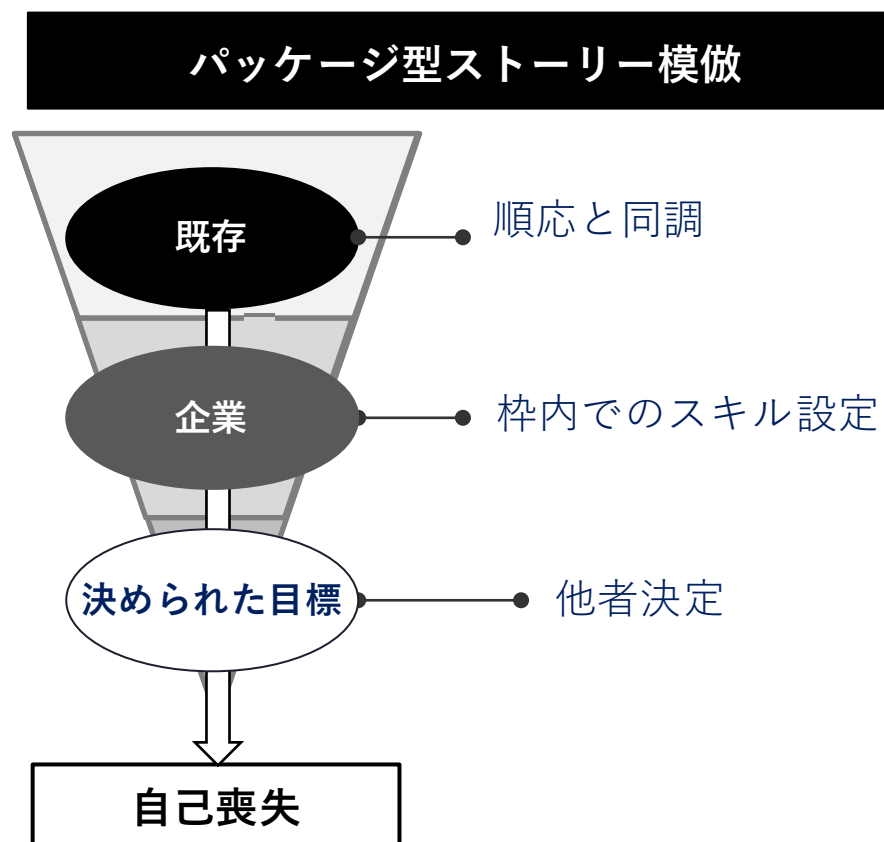 パッケージ型ストーリー模倣
既存
順応と同調
企業
枠内でのスキル設定
決められた目標
他者決定
自己喪失